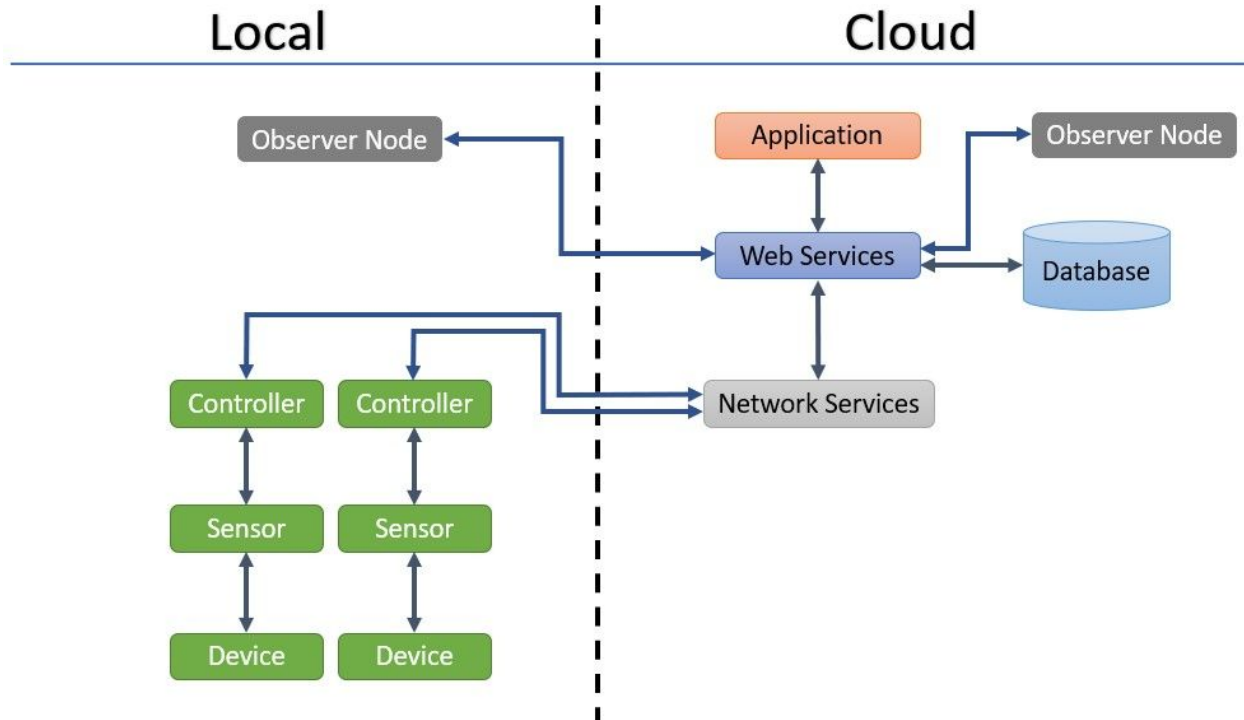 Local
Cloud
Observer Node
Application
Observer Node
Web Services
Database
Controller
Controller
Network Services
Sensor
Sensor
Device
Device